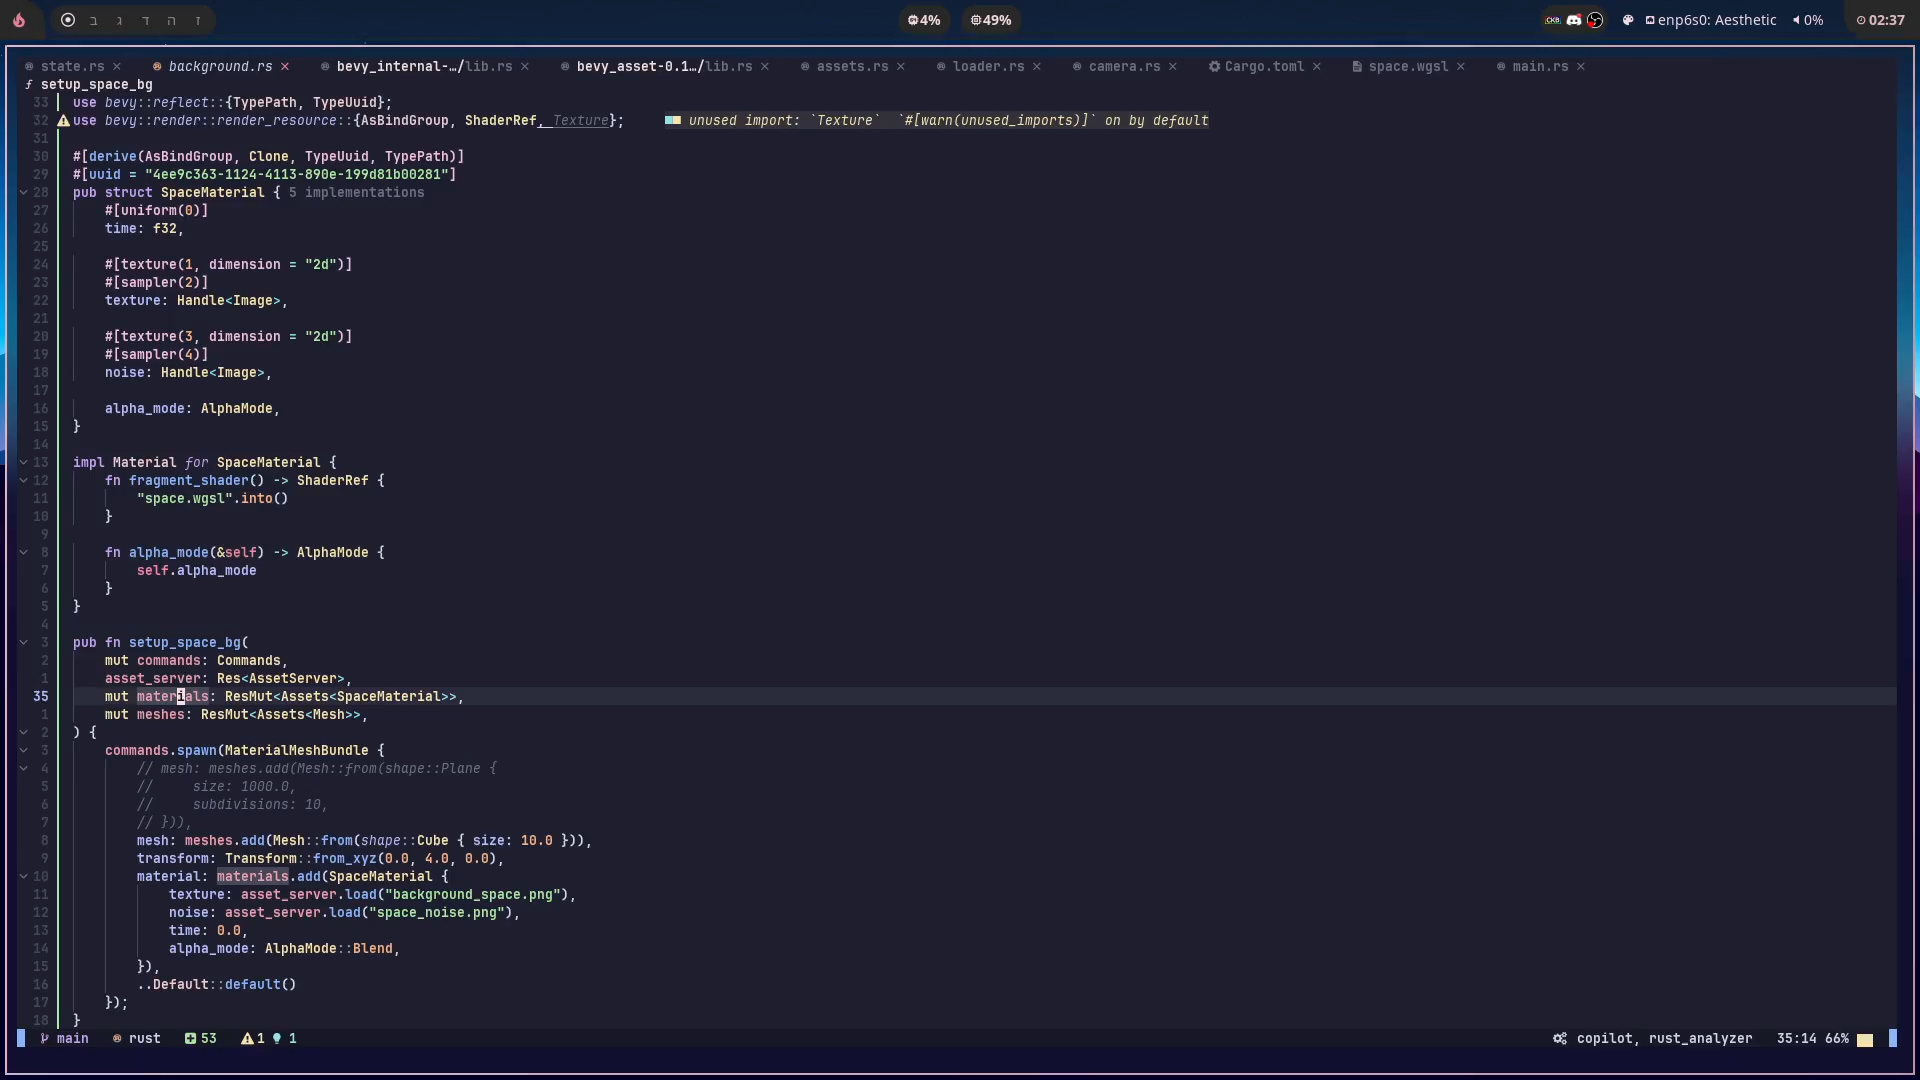 ב ג ד ה ז 4% 49% CKB enp6s0: Aesthetic 0% 02:37
state.rs × background.rs × bevy_internal-…/lib.rs × bevy_asset-0.1…/lib.rs × assets.rs × loader.rs × camera.rs × Cargo.toml × space.wgsl × main.rs ×
ƒ setup_space_bg
33 use bevy::reflect::{TypePath, TypeUuid};
32 use bevy::render::render_resource::{AsBindGroup, ShaderRef, Texture}; unused import: `Texture` `#[warn(unused_imports)]` on by default
31
30 #[derive(AsBindGroup, Clone, TypeUuid, TypePath)]
29 #[uuid = "4ee9c363-1124-4113-890e-199d81b00281"]
28 pub struct SpaceMaterial { 5 implementations
27 #[uniform(0)]
26 time: f32,
25
24 #[texture(1, dimension = "2d")]
23 #[sampler(2)]
22 texture: Handle<Image>,
21
20 #[texture(3, dimension = "2d")]
19 #[sampler(4)]
18 noise: Handle<Image>,
17
16 alpha_mode: AlphaMode,
15 }
14
13 impl Material for SpaceMaterial {
12 fn fragment_shader() -> ShaderRef {
11 "space.wgsl".into()
10 }
9
8 fn alpha_mode(&self) -> AlphaMode {
7 self.alpha_mode
6 }
5 }
4
3 pub fn setup_space_bg(
2 mut commands: Commands,
1 asset_server: Res<AssetServer>,
35 mut materials: ResMut<Assets<SpaceMaterial>>,
1 mut meshes: ResMut<Assets<Mesh>>,
2 ) {
3 commands.spawn(MaterialMeshBundle {
4 // mesh: meshes.add(Mesh::from(shape::Plane {
5 // size: 1000.0,
6 // subdivisions: 10,
7 // })),
8 mesh: meshes.add(Mesh::from(shape::Cube { size: 10.0 })),
9 transform: Transform::from_xyz(0.0, 4.0, 0.0),
10 material: materials.add(SpaceMaterial {
11 texture: asset_server.load("background_space.png"),
12 noise: asset_server.load("space_noise.png"),
13 time: 0.0,
14 alpha_mode: AlphaMode::Blend,
15 }),
16 ..Default::default()
17 });
18 }
main rust 53 1 1 copilot, rust_analyzer 35:14 66%